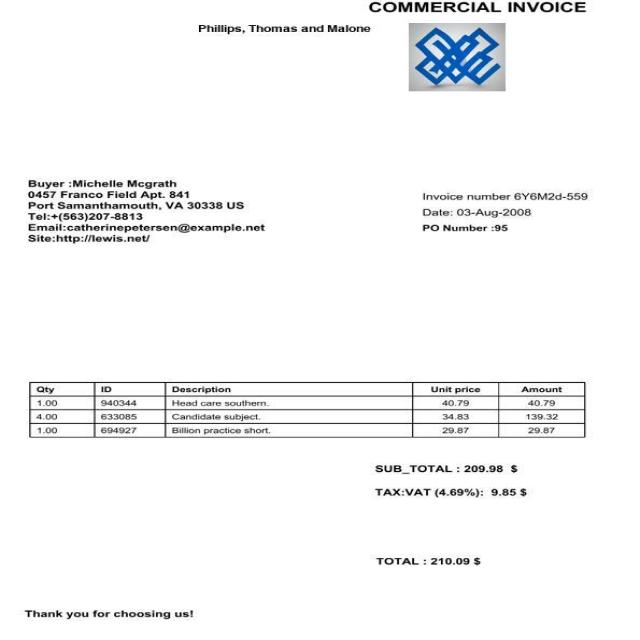 COMMERCIAL INVOICE
Phillips, Thomas and Malone
Buyer :Michelle Mcgrath
0457 Franco Field Apt. 841
Port Samanthamouth, VA 30338 US
Tel:+(563)207-8813
Email:catherinepetersen@example.net
Site:http://lewis.net/
Invoice number 6Y6M2d-559
Date: 03-Aug-2008
PO Number :95
Qty ID Description Unit price Amount
1.00 940344 Head care southern. 40.79 40.79
4.00 633085 Candidate subject. 34.83 139.32
1.00 694927 Billion practice short. 29.87 29.87
SUB_TOTAL : 209.98 $
TAX:VAT (4.69%): 9.85 $
TOTAL : 210.09 $
Thank you for choosing us!